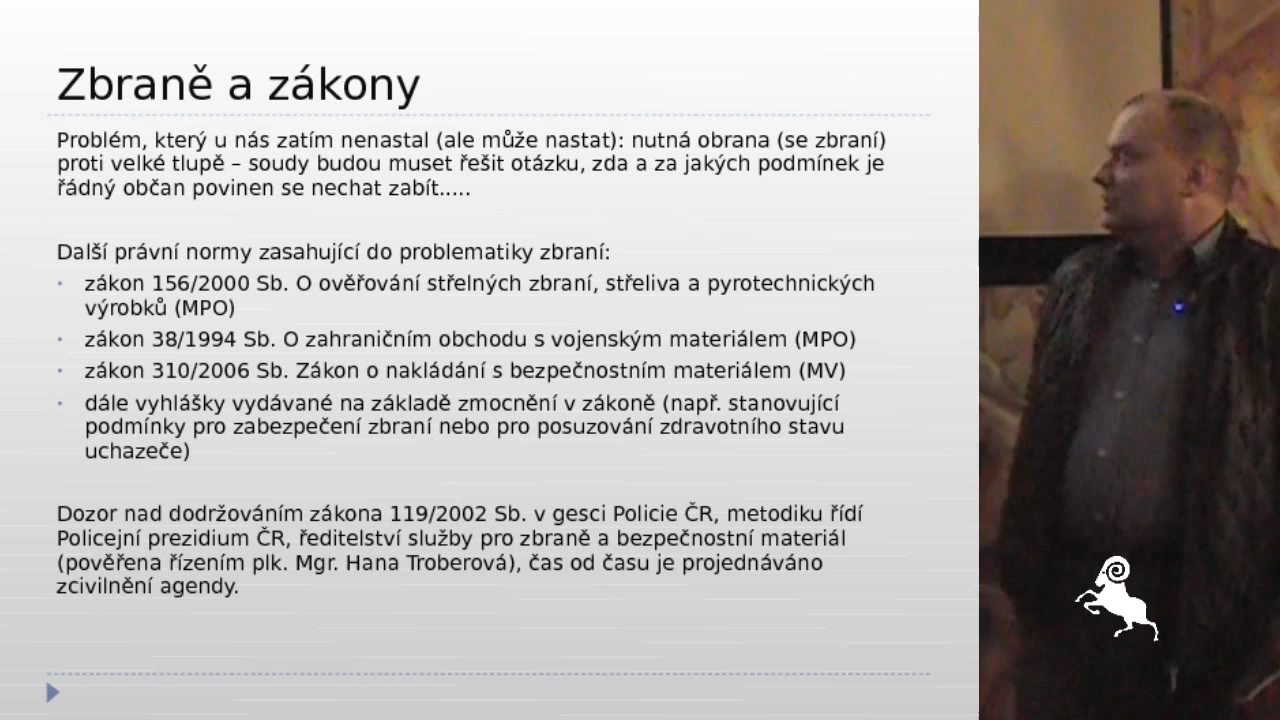 Zbraně a zákony
Problém, který u nás zatím nenastal (ale může nastat): nutná obrana (se zbraní)
proti velké tlupě – soudy budou muset řešit otázku, zda a za jakých podmínek je
řádný občan povinen se nechat zabít.....
Další právní normy zasahující do problematiky zbraní:
• zákon 156/2000 Sb. O ověřování střelných zbraní, střeliva a pyrotechnických
výrobků (MPO)
• zákon 38/1994 Sb. O zahraničním obchodu s vojenským materiálem (MPO)
• zákon 310/2006 Sb. Zákon o nakládání s bezpečnostním materiálem (MV)
• dále vyhlášky vydávané na základě zmocnění v zákoně (např. stanovující
podmínky pro zabezpečení zbraní nebo pro posuzování zdravotního stavu
uchazeče)
Dozor nad dodržováním zákona 119/2002 Sb. v gesci Policie ČR, metodiku řídí
Policejní prezidium ČR, ředitelství služby pro zbraně a bezpečnostní materiál
(pověřena řízením plk. Mgr. Hana Troberová), čas od času je projednáváno
zcivilnění agendy.